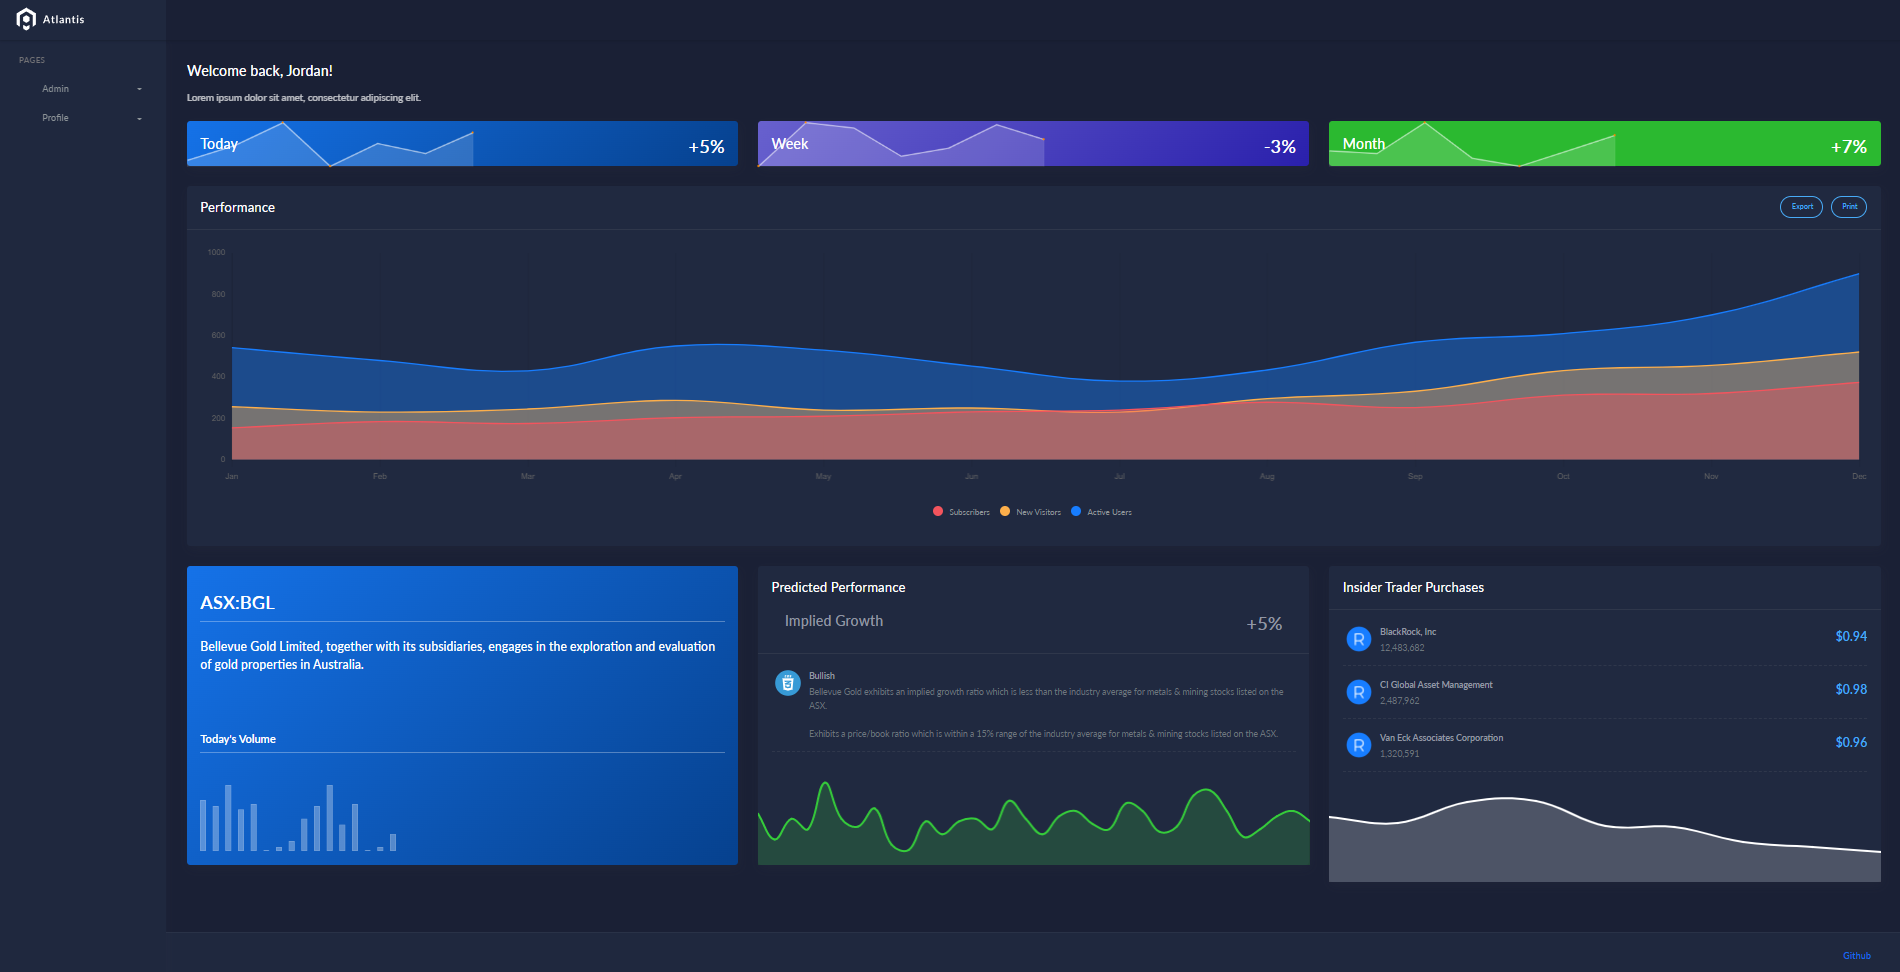 Atlantis
PAGES
Admin
Profile
Welcome back, Jordan!
Lorem ipsum dolor sit amet, consectetur adipiscing elit.
Today
+5%
Week
-3%
Month
+7%
Performance
Export
Print
1000
800
600
400
200
0
Jan Feb Mar Apr May Jun Jul Aug Sep Oct Nov Dec
Subscribers New Visitors Active Users
ASX:BGL
Bellevue Gold Limited, together with its subsidiaries, engages in the exploration and evaluation
of gold properties in Australia.
Today's Volume
Predicted Performance
Implied Growth
+5%
Bullish
Bellevue Gold exhibits an implied growth ratio which is less than the industry average for metals & mining stocks listed on the
ASX.
Exhibits a price/book ratio which is within a 15% range of the industry average for metals & mining stocks listed on the ASX.
Insider Trader Purchases
R
BlackRock, Inc
12,483,682
$0.94
R
CI Global Asset Management
2,487,962
$0.98
R
Van Eck Associates Corporation
1,320,591
$0.96
Github